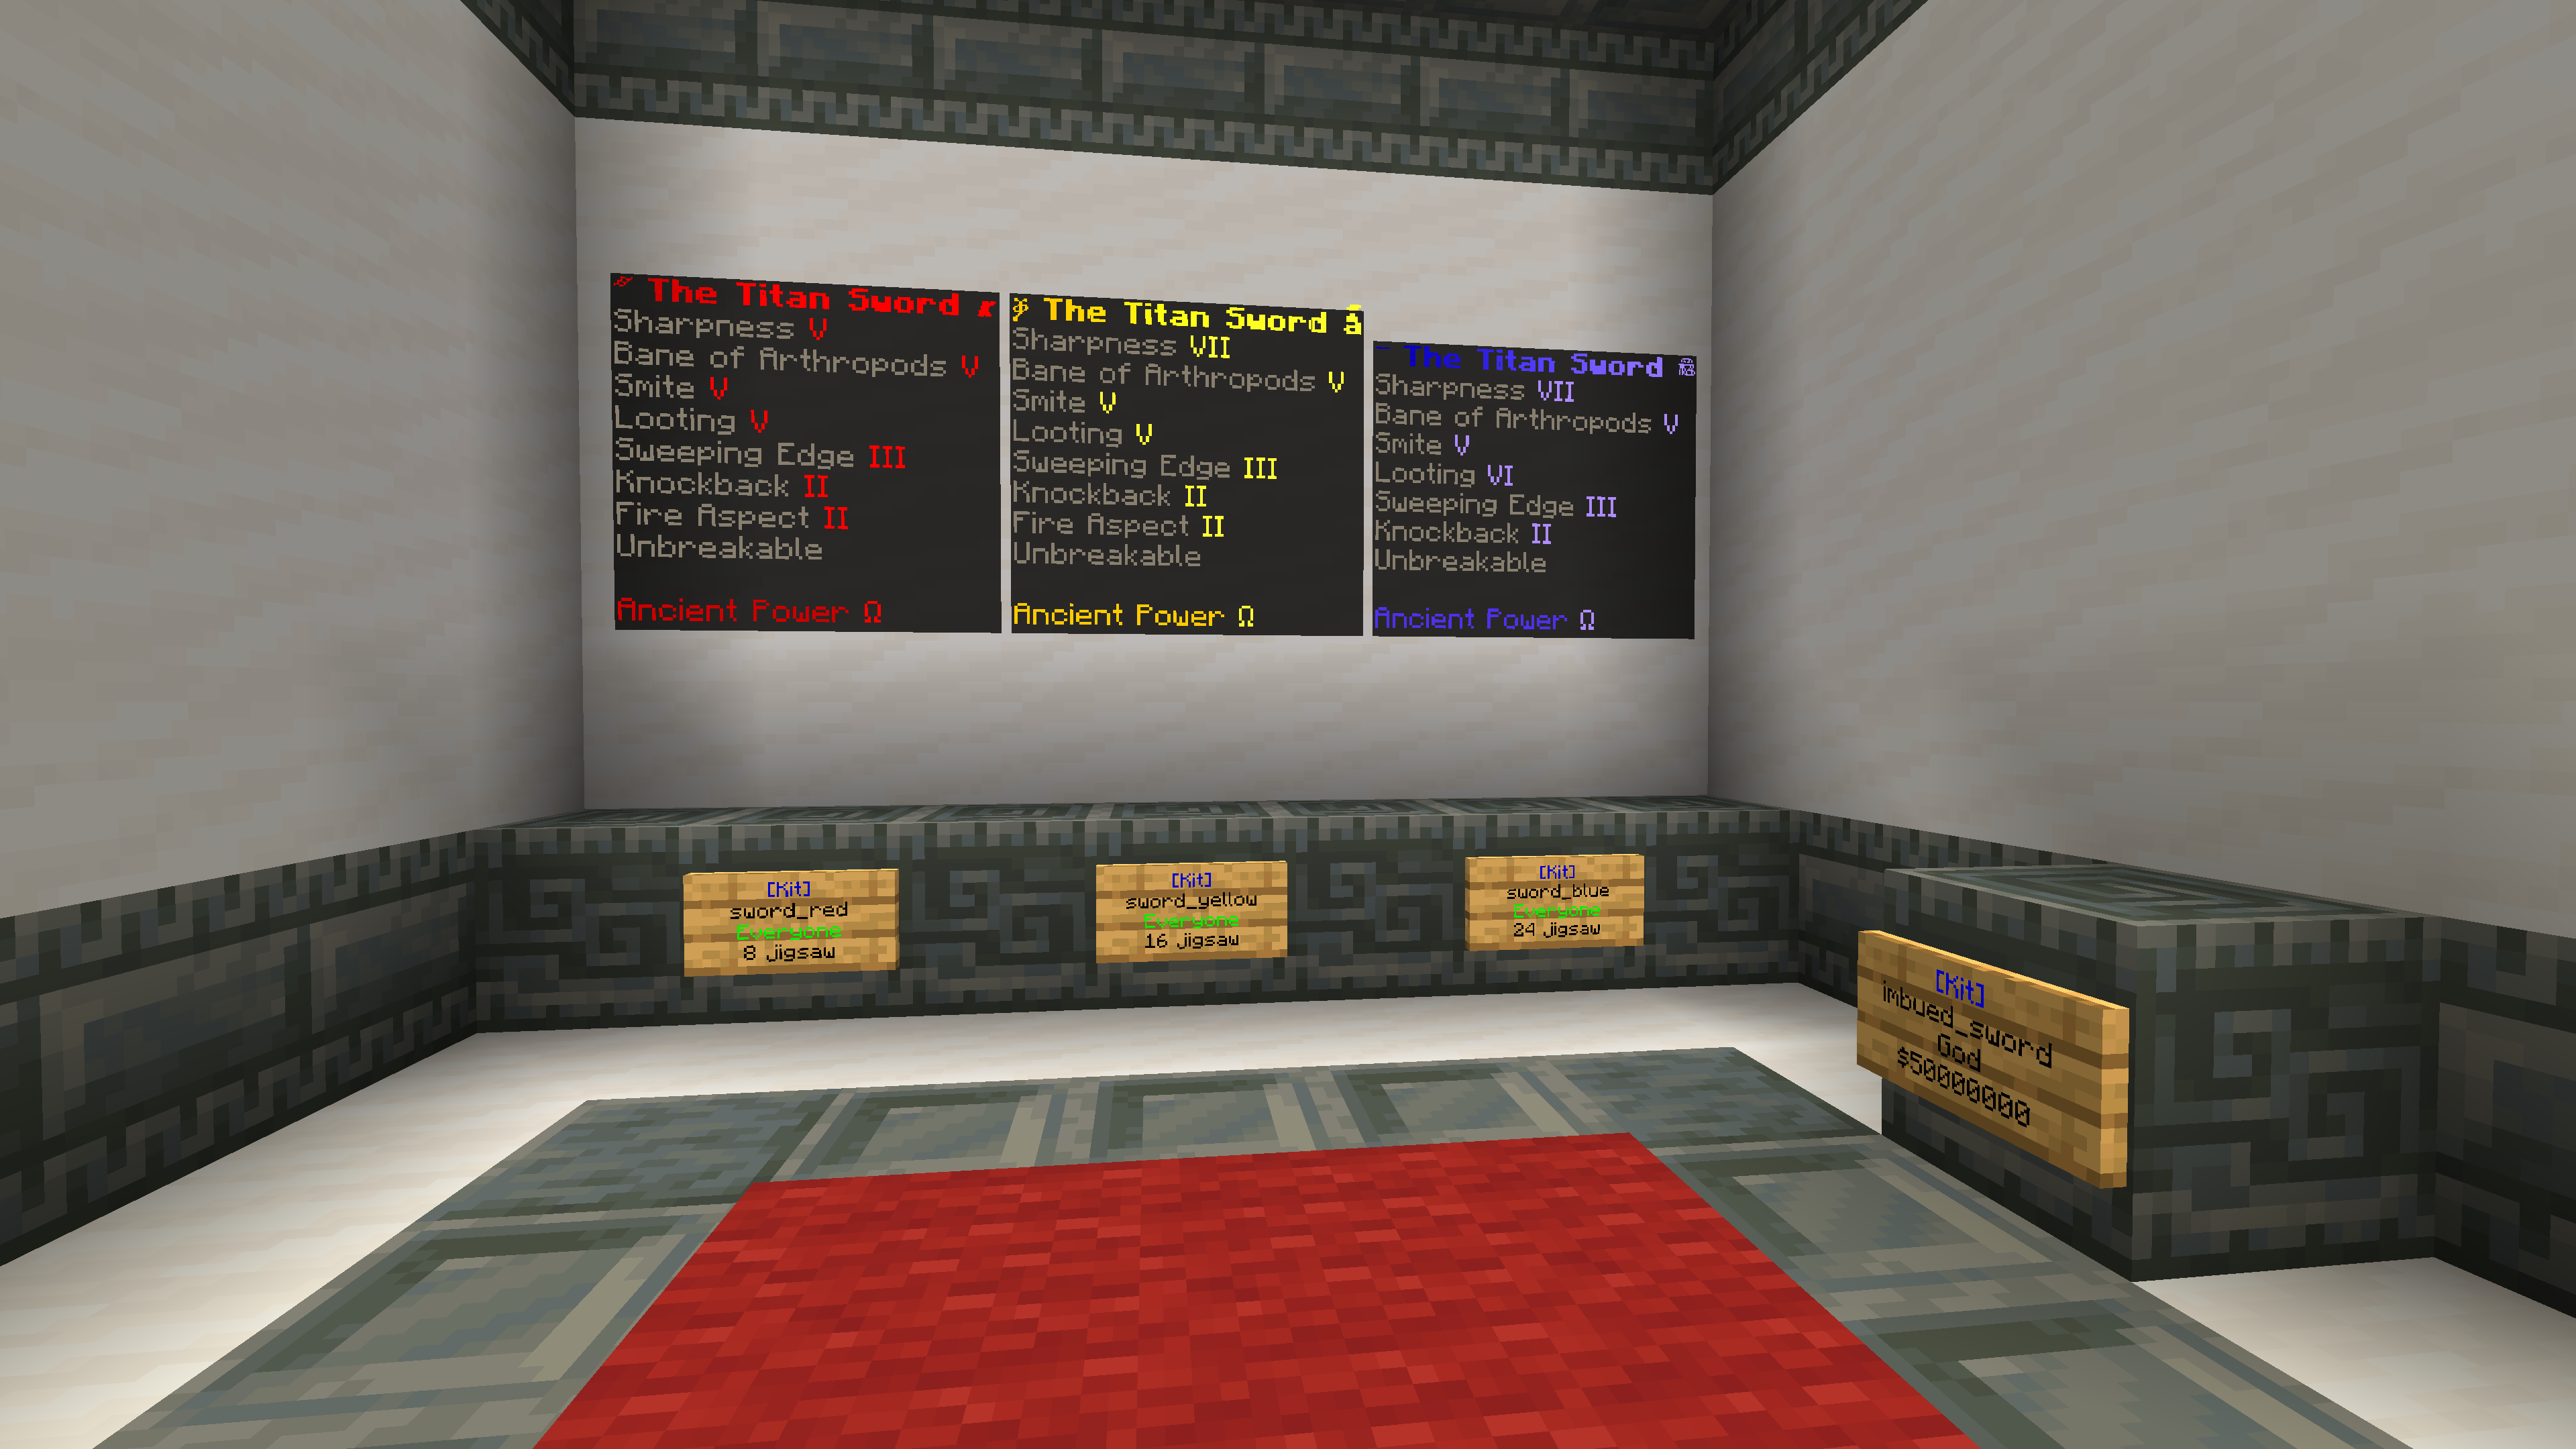 The Titan Sword
Sharpness V
Bane of Arthropods V
Smite V
Looting V
Sweeping Edge III
Knockback II
Fire Aspect II
Unbreakable
Ancient Power Ω
The Titan Sword
Sharpness VII
Bane of Arthropods V
Smite V
Looting V
Sweeping Edge III
Knockback II
Fire Aspect II
Unbreakable
Ancient Power Ω
The Titan Sword
Sharpness VII
Bane of Arthropods V
Smite V
Looting VI
Sweeping Edge III
Knockback II
Unbreakable
Ancient Power Ω
[Kit]
sword_red
Everyone
8 jigsaw
[Kit]
sword_yellow
Everyone
16 jigsaw
[Kit]
sword_blue
Everyone
24 jigsaw
[Kit]
imbued_sword
God
$50000000